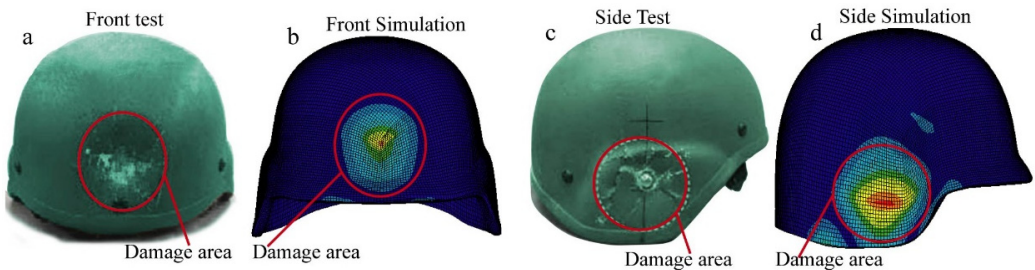 Front test
a
b
Front Simulation
Side Test
c
d
Side Simulation
Damage area
Damage area
Damage area
Damage area